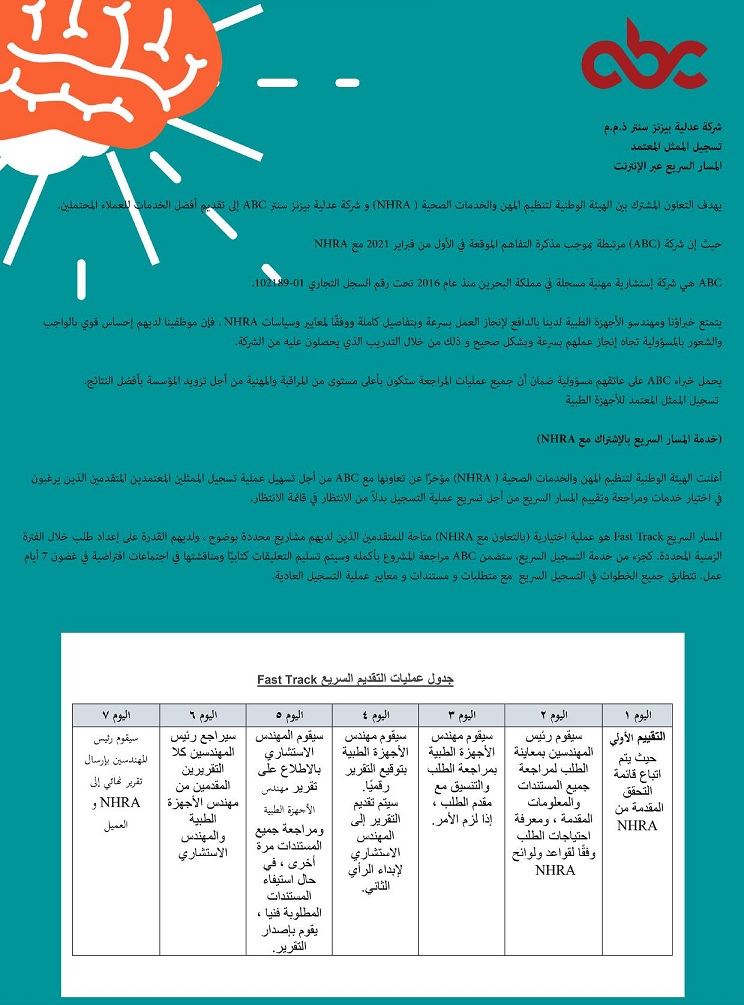 abc
شركة عدلية بيزنز سنتر ذ.م.م
تسجيل الممثل المعتمد
المسار السريع عبر الإنترنت
يهدف التعاون المشترك بين الهيئة الوطنية لتنظيم المهن والخدمات الصحية ( NHRA) و شركة عدلية بيزنز سنتر ABC إلى تقديم أفضل الخدمات للعملاء المحتملين.
حيث إن شركة (ABC) مرتبطة بموجب مذكرة التفاهم الموقعة في الأول من فبراير 2021 مع NHRA
ABC هي شركة إستشارية مهنية مسجلة في مملكة البحرين منذ عام 2016 تحت رقم السجل التجاري 01-102189.
يتمتع خبراؤنا ومهندسو الأجهزة الطبية لدينا بالدافع لإنجاز العمل بسرعة وبتفاصيل كاملة ووفقًا لمعايير وسياسات NHRA ، فإن موظفينا لديهم إحساس قوي بالواجب
والشعور بالمسؤولية تجاه إنجاز عملهم بسرعة وبشكل صحيح و ذلك من خلال التدريب الذي يحصلون عليه من الشركة.
يحمل خبراء ABC على عاتقهم مسؤولية ضمان أن جميع عمليات المراجعة ستكون بأعلى مستوى من المراقبة والمهنية من أجل تزويد المؤسسة بأفضل النتائج.
تسجيل الممثل المعتمد للأجهزة الطبية
(خدمة المسار السريع بالإشتراك مع NHRA)
أعلنت الهيئة الوطنية لتنظيم المهن والخدمات الصحية ( NHRA) مؤخرًا عن تعاونها مع ABC من أجل تسهيل عملية تسجيل الممثلين المعتمدين المتقدمين الذين يرغبون
في اختيار خدمات ومراجعة وتقييم المسار السريع من أجل تسريع عملية التسجيل بدلاً من الانتظار في قائمة الانتظار.
المسار السريع Fast Track هو عملية اختيارية (بالتعاون مع NHRA) متاحة للمتقدمين الذين لديهم مشاريع محددة بوضوح ، ولديهم القدرة على إعداد طلب خلال الفترة
الزمنية المحددة. كجزء من خدمة التسجيل السريع، ستضمن ABC مراجعة المشروع بأكمله وسيتم تسليم التعليقات كتابيًا ومناقشتها في اجتماعات افتراضية في غضون 7 أيام
عمل. تتطابق جميع الخطوات في التسجيل السريع مع متطلبات و مستندات و معايير عملية التسجيل العادية.
جدول عمليات التقديم السريع Fast Track
اليوم ١
التقييم الأولي
حيث يتم
اتباع قائمة
التحقق
المقدمة من
NHRA
اليوم ٢
سيقوم رئيس
المهندسين بمعاينة
الطلب لمراجعة
جميع المستندات
والمعلومات
المقدمة ، ومعرفة
احتياجات الطلب
وفقًا لقواعد ولوائح
NHRA
اليوم ٣
سيقوم مهندس
الأجهزة الطبية
بمراجعة الطلب
والتنسيق مع
مقدم الطلب ،
إذا لزم الأمر.
اليوم ٤
سيقوم مهندس
الأجهزة الطبية
بتوقيع التقرير
رقميًا.
سيتم تقديم
التقرير إلى
المهندس
الاستشاري
لإبداء الرأي
الثاني.
اليوم ٥
سيقوم المهندس
الاستشاري
بالاطلاع على
تقرير مهندس
الأجهزة الطبية
ومراجعة جميع
المستندات مرة
أخرى ، في
حال استيفاء
المستندات
المطلوبة فنيا ،
يقوم بإصدار
التقرير.
اليوم ٦
سيراجع رئيس
المهندسين كلا
التقريرين
المقدمين من
مهندس الأجهزة
الطبية
والمهندس
الاستشاري
اليوم ٧
سيقوم رئيس
المهندسين بإرسال
تقرير نهائي إلى
NHRA و
العميل